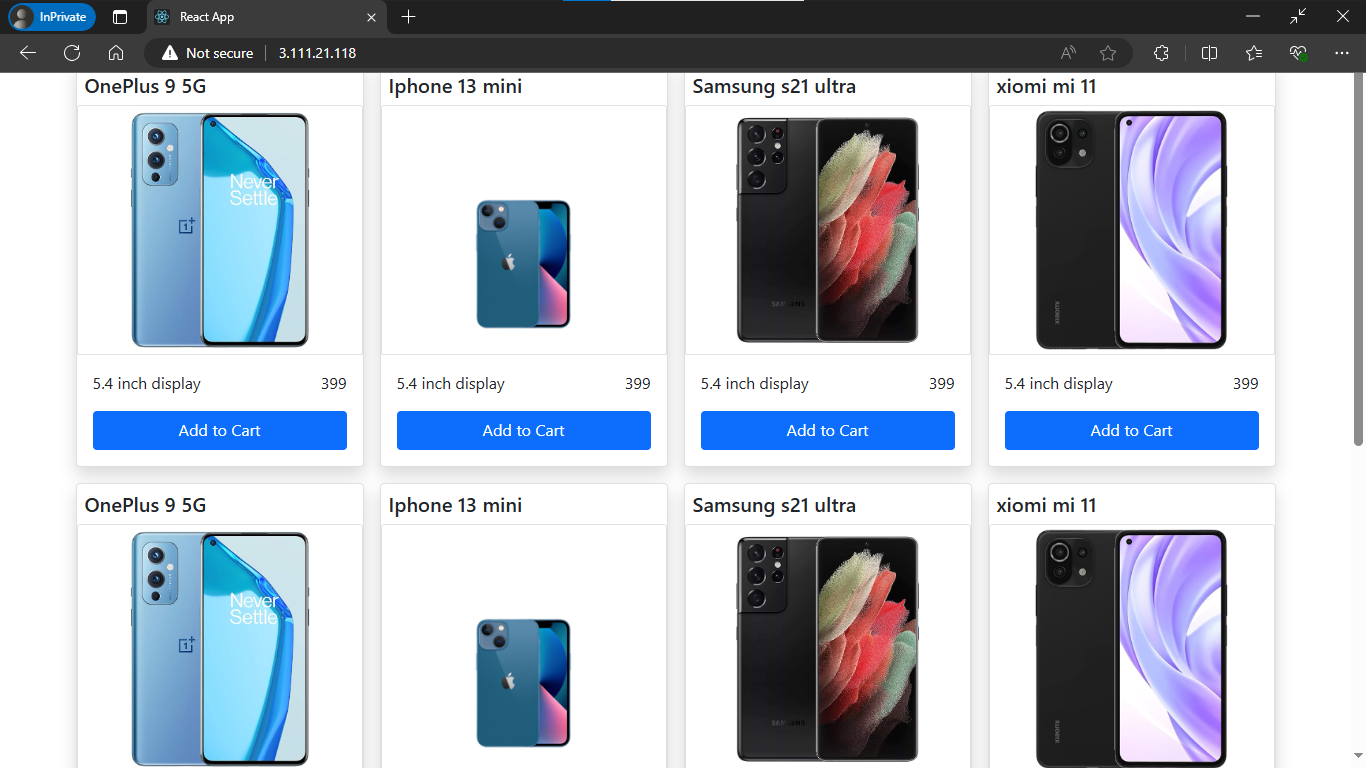 InPrivate
React App
Not secure
3.111.21.118
OnePlus 9 5G
Iphone 13 mini
Samsung s21 ultra
xiomi mi 11
Never
Settle
SAMSUNG
XIAOMI
5.4 inch display 399
5.4 inch display 399
5.4 inch display 399
5.4 inch display 399
Add to Cart
Add to Cart
Add to Cart
Add to Cart
OnePlus 9 5G
Iphone 13 mini
Samsung s21 ultra
xiomi mi 11
Never
Settle
SAMSUNG
XIAOMI